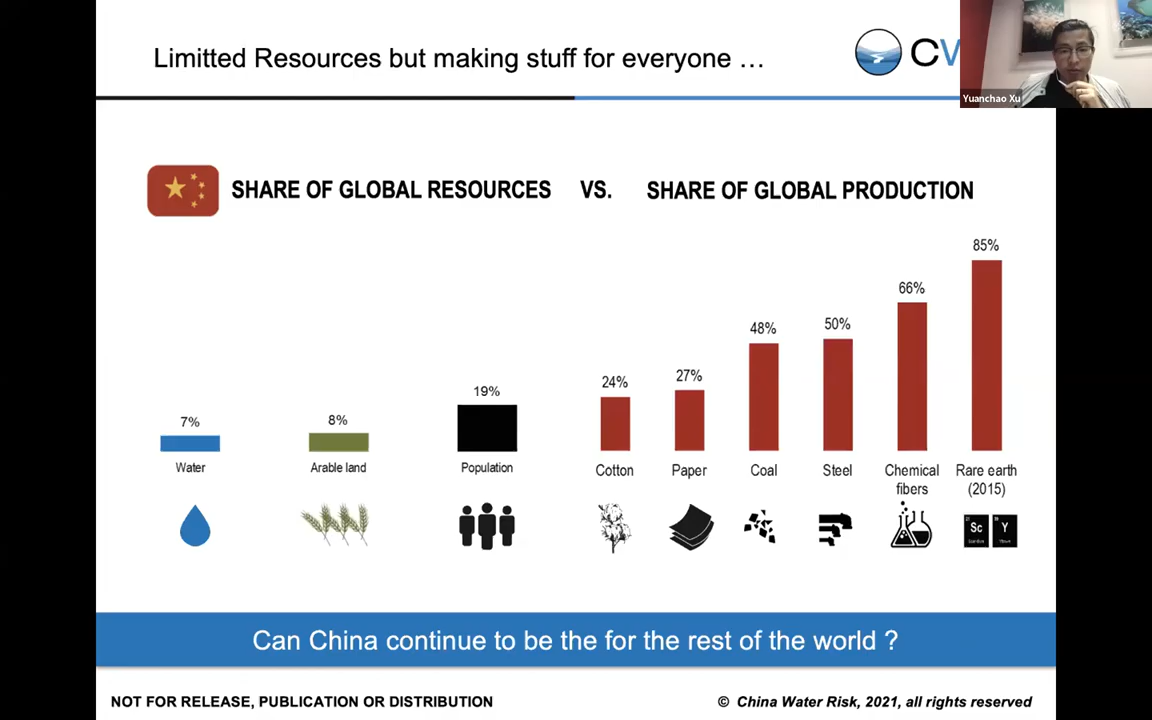 Limitted Resources but making stuff for everyone …
CW
Yuanchao Xu
SHARE OF GLOBAL RESOURCES VS. SHARE OF GLOBAL PRODUCTION
85%
66%
50%
48%
27%
24%
19%
8%
7%
Water Arable land Population Cotton Paper Coal Steel Chemical fibers Rare earth (2015)
Sc Y
Can China continue to be the for the rest of the world ?
NOT FOR RELEASE, PUBLICATION OR DISTRIBUTION
© China Water Risk, 2021, all rights reserved